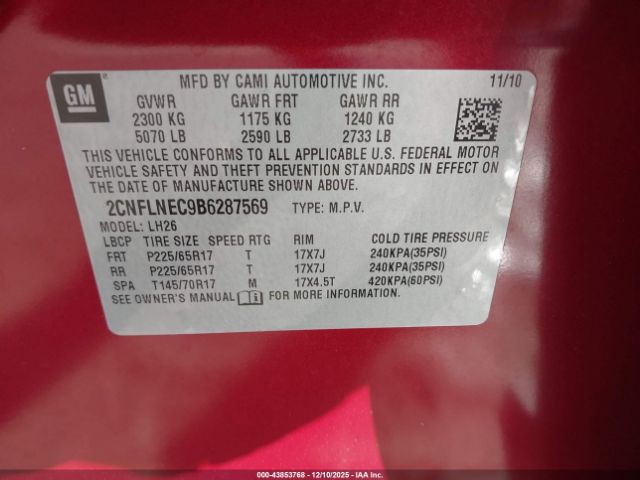 GM
MFD BY CAMI AUTOMOTIVE INC. 11/10
GVWR GAWR FRT GAWR RR
2300 KG 1175 KG 1240 KG
5070 LB 2590 LB 2733 LB
THIS VEHICLE CONFORMS TO ALL APPLICABLE U.S. FEDERAL MOTOR
VEHICLE SAFETY AND THEFT PREVENTION STANDARDS IN EFFECT ON
THE DATE OF MANUFACTURE SHOWN ABOVE.
2CNFLNEC9B6287569 TYPE: M.P.V.
MODEL: LH26
LBCP TIRE SIZE SPEED RTG RIM COLD TIRE PRESSURE
FRT P225/65R17 T 17X7J 240KPA(35PSI)
RR P225/65R17 T 17X7J 240KPA(35PSI)
SPA T145/70R17 M 17X4.5T 420KPA(60PSI)
SEE OWNER'S MANUAL FOR MORE INFORMATION.
000-43853768 - 12/10/2025 - IAA Inc.